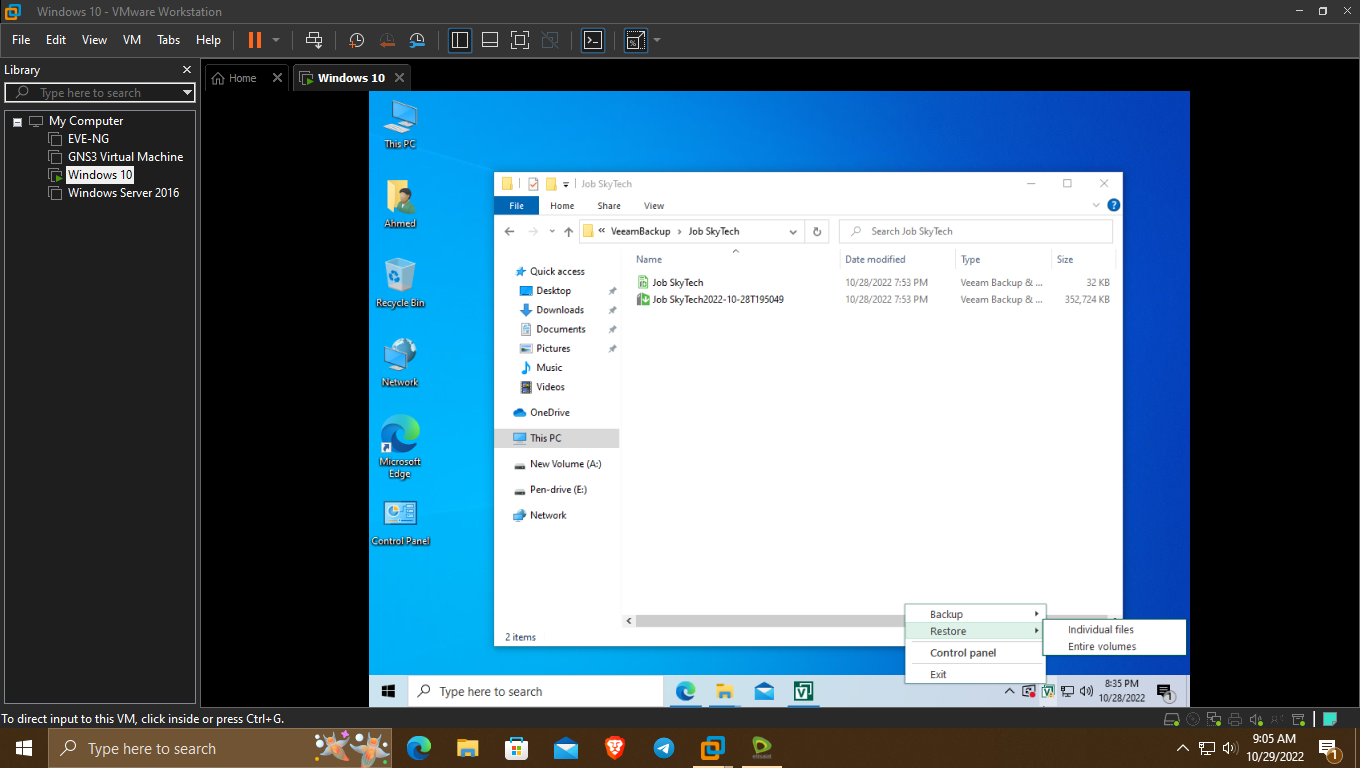 Windows 10 - VMware Workstation
File Edit View VM Tabs Help
Library
Type here to search
My Computer
EVE-NG
GNS3 Virtual Machine
Windows 10
Windows Server 2016
Home
Windows 10
This PC
Ahmed
Recycle Bin
Network
Microsoft
Edge
Control Panel
Job SkyTech
File Home Share View
« VeeamBackup › Job SkyTech
Search Job SkyTech
Name Date modified Type Size
Job SkyTech 10/28/2022 7:53 PM Veeam Backup & ... 32 KB
Job SkyTech2022-10-28T195049 10/28/2022 7:53 PM Veeam Backup & ... 352,724 KB
Quick access
Desktop
Downloads
Documents
Pictures
Music
Videos
OneDrive
This PC
New Volume (A:)
Pen-drive (E:)
Network
2 items
Backup
Restore
Control panel
Exit
Individual files
Entire volumes
Type here to search
8:35 PM
10/28/2022
1
To direct input to this VM, click inside or press Ctrl+G.
Type here to search
9:05 AM
10/29/2022
1